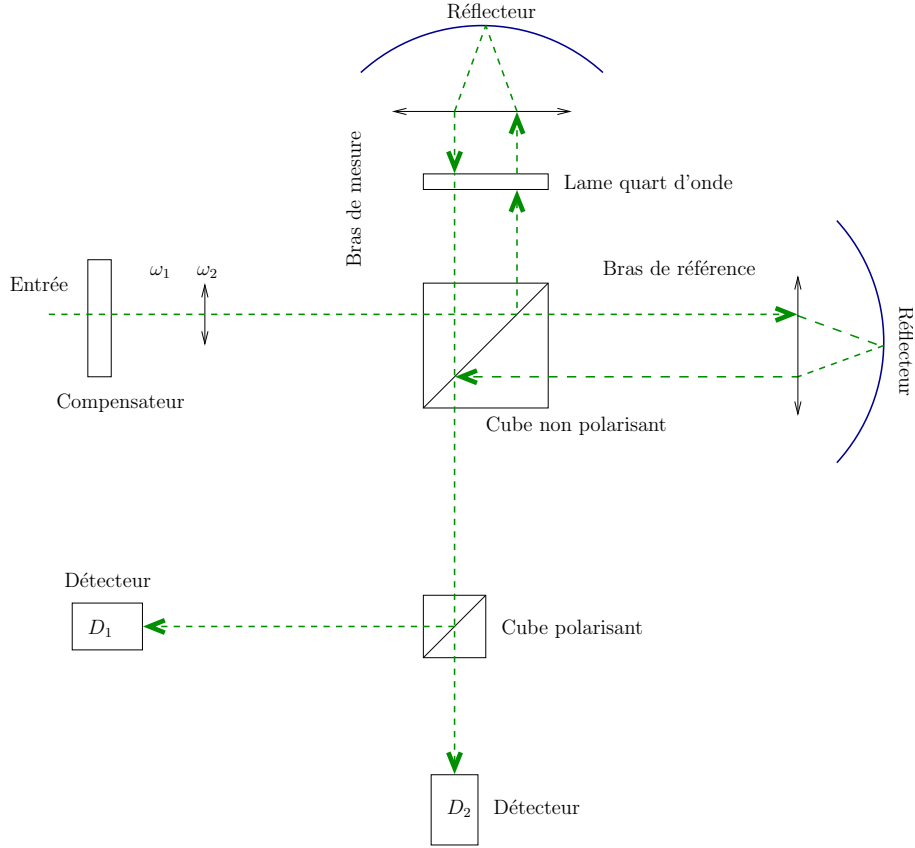 Réflecteur
Bras de mesure
Lame quart d'onde
Entrée
ω₁ ω₂
Bras de référence
Réflecteur
Compensateur
Cube non polarisant
Détecteur
D₁
Cube polarisant
D₂
Détecteur